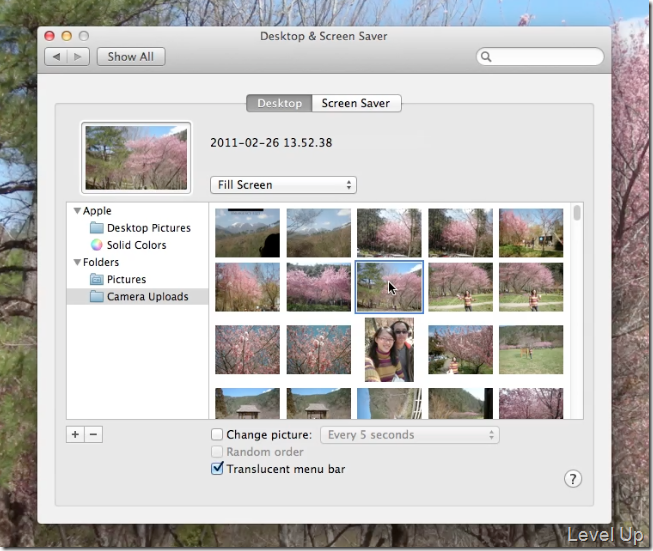 Desktop & Screen Saver
Show All
Desktop
Screen Saver
2011-02-26 13.52.38
Fill Screen
Apple
Desktop Pictures
Solid Colors
Folders
Pictures
Camera Uploads
+ −
Change picture: Every 5 seconds
Random order
Translucent menu bar
?
Level Up